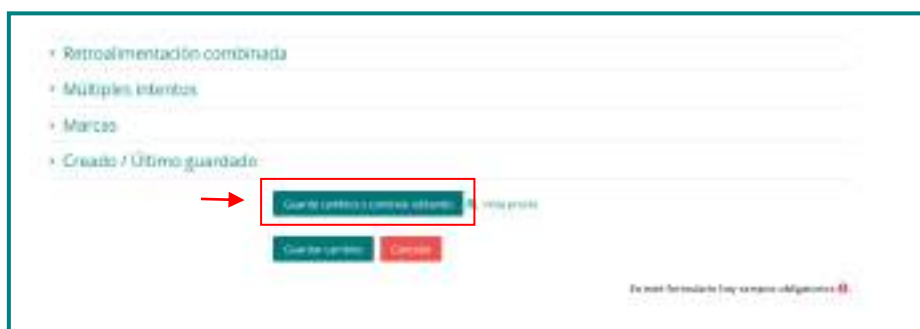 Retroalimentación combinada
Múltiples intentos
Marcas
Creado / Último guardado
Guardar cambios y continuar editando Vista previa
Guardar cambios Cancelar
En este formulario hay campos obligatorios